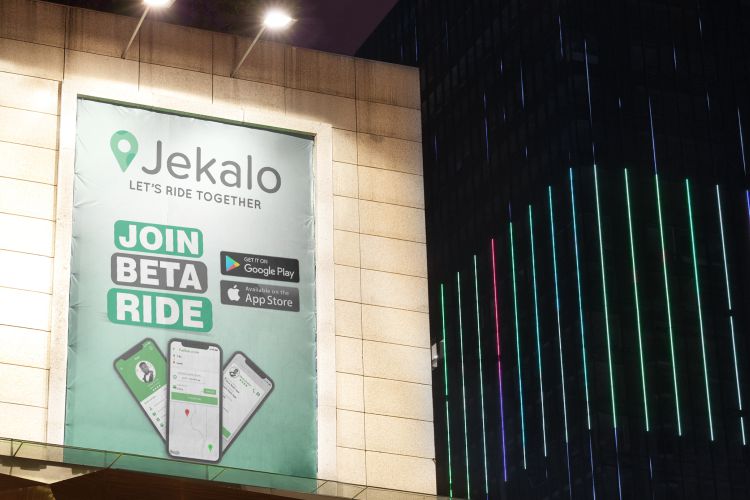 Jekalo
LET'S RIDE TOGETHER
JOIN
BETA
RIDE
GET IT ON
Google Play
Available on the
App Store